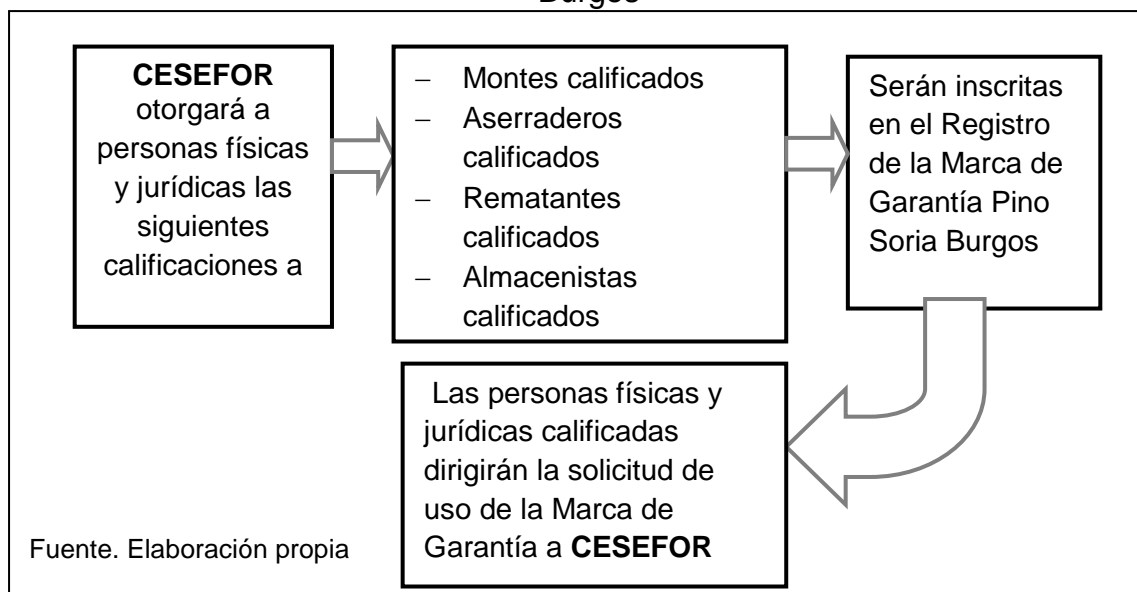 Burgos
CESEFOR
otorgará a
personas físicas
y jurídicas las
siguientes
calificaciones a
– Montes calificados
– Aserraderos
calificados
– Rematantes
calificados
– Almacenistas
calificados
Serán inscritas
en el Registro
de la Marca de
Garantía Pino
Soria Burgos
Las personas físicas y
jurídicas calificadas
dirigirán la solicitud de
uso de la Marca de
Garantía a CESEFOR
Fuente. Elaboración propia